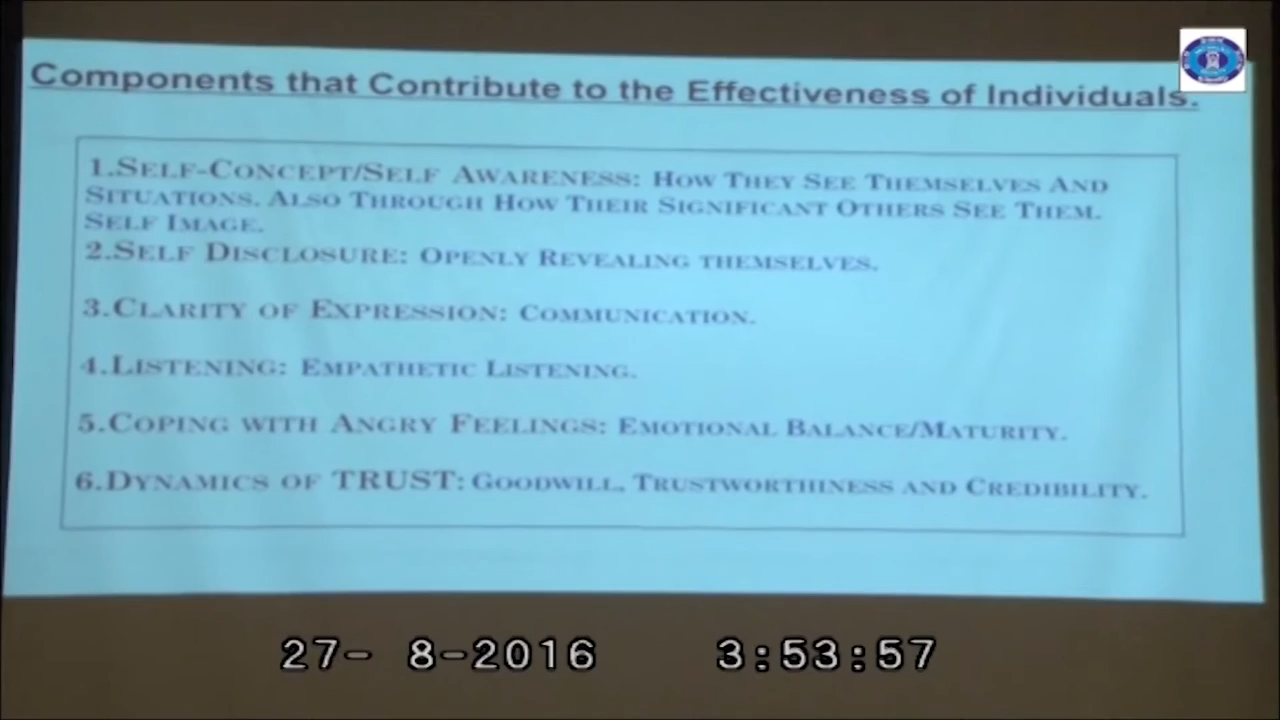 Components that Contribute to the Effectiveness of Individuals.
1.SELF-CONCEPT/SELF AWARENESS: HOW THEY SEE THEMSELVES AND
SITUATIONS. ALSO THROUGH HOW THEIR SIGNIFICANT OTHERS SEE THEM.
SELF IMAGE.
2.SELF DISCLOSURE: OPENLY REVEALING THEMSELVES.
3.CLARITY OF EXPRESSION: COMMUNICATION.
4.LISTENING: EMPATHETIC LISTENING.
5.COPING WITH ANGRY FEELINGS: EMOTIONAL BALANCE/MATURITY.
6.DYNAMICS OF TRUST: GOODWILL, TRUSTWORTHINESS AND CREDIBILITY.
27- 8-2016 3:53:57